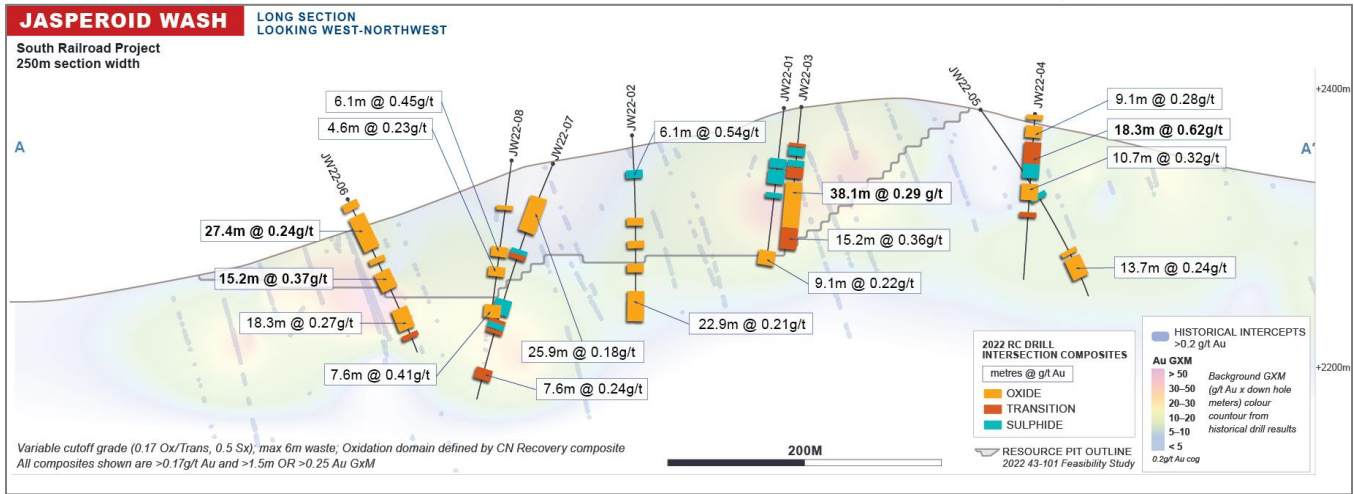 JASPEROID WASH
LONG SECTION
LOOKING WEST-NORTHWEST
South Railroad Project
250m section width
A
A'
+2400m
+2200m
JW22-06
JW22-08
JW22-07
JW22-02
JW22-01
JW22-03
JW22-05
JW22-04
6.1m @ 0.45g/t
4.6m @ 0.23g/t
27.4m @ 0.24g/t
15.2m @ 0.37g/t
18.3m @ 0.27g/t
7.6m @ 0.41g/t
25.9m @ 0.18g/t
7.6m @ 0.24g/t
6.1m @ 0.54g/t
22.9m @ 0.21g/t
38.1m @ 0.29 g/t
15.2m @ 0.36g/t
9.1m @ 0.22g/t
9.1m @ 0.28g/t
18.3m @ 0.62g/t
10.7m @ 0.32g/t
13.7m @ 0.24g/t
2022 RC DRILL
INTERSECTION COMPOSITES
metres @ g/t Au
OXIDE
TRANSITION
SULPHIDE
RESOURCE PIT OUTLINE
2022 43-101 Feasibility Study
HISTORICAL INTERCEPTS
>0.2 g/t Au
Au GXM
> 50
30–50
20–30
10–20
5–10
< 5
0.2g/t Au cog
Background GXM
(g/t Au x down hole
meters) colour
countour from
historical drill results
200M
Variable cutoff grade (0.17 Ox/Trans, 0.5 Sx); max 6m waste; Oxidation domain defined by CN Recovery composite
All composites shown are >0.17g/t Au and >1.5m OR >0.25 Au GxM